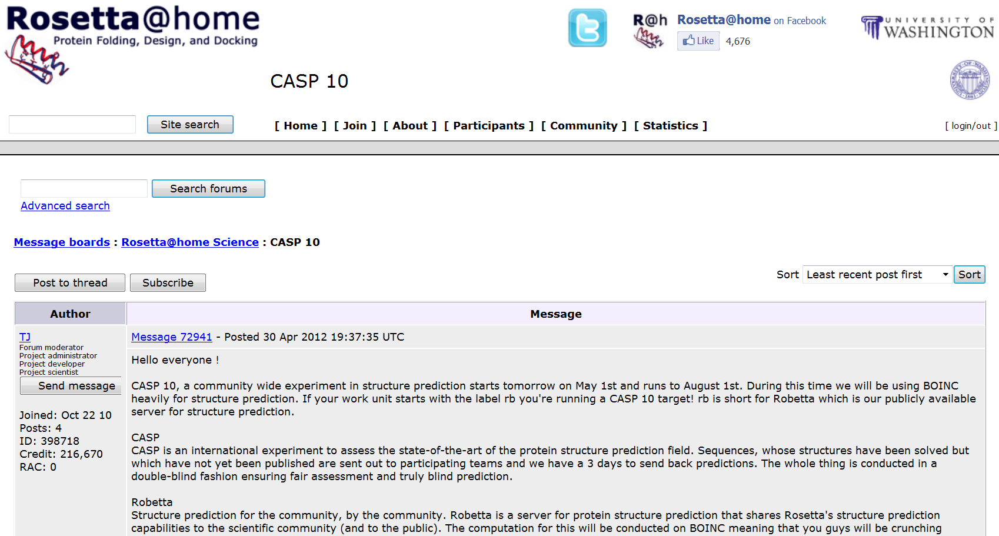 Rosetta@home
Protein Folding, Design, and Docking
R@h
Rosetta@home on Facebook
Like 4,676
UNIVERSITY OF
WASHINGTON
CASP 10
Site search
[ Home ] [ Join ] [ About ] [ Participants ] [ Community ] [ Statistics ]
[ login/out ]
Search forums
Advanced search
Message boards : Rosetta@home Science : CASP 10
Post to thread
Subscribe
Sort Least recent post first Sort
Author
Message
TJ
Forum moderator
Project administrator
Project developer
Project scientist
Send message
Joined: Oct 22 10
Posts: 4
ID: 398718
Credit: 216,670
RAC: 0
Message 72941 - Posted 30 Apr 2012 19:37:35 UTC
Hello everyone !
CASP 10, a community wide experiment in structure prediction starts tomorrow on May 1st and runs to August 1st. During this time we will be using BOINC
heavily for structure prediction. If your work unit starts with the label rb you're running a CASP 10 target! rb is short for Robetta which is our publicly available
server for structure prediction.
CASP
CASP is an international experiment to assess the state-of-the-art of the protein structure prediction field. Sequences, whose structures have been solved but
which have not yet been published are sent out to participating teams and we have a 3 days to send back predictions. The whole thing is conducted in a
double-blind fashion ensuring fair assessment and truly blind prediction.
Robetta
Structure prediction for the community, by the community. Robetta is a server for protein structure prediction that shares Rosetta's structure prediction
capabilities to the scientific community (and to the public). The computation for this will be conducted on BOINC meaning that you guys will be crunching